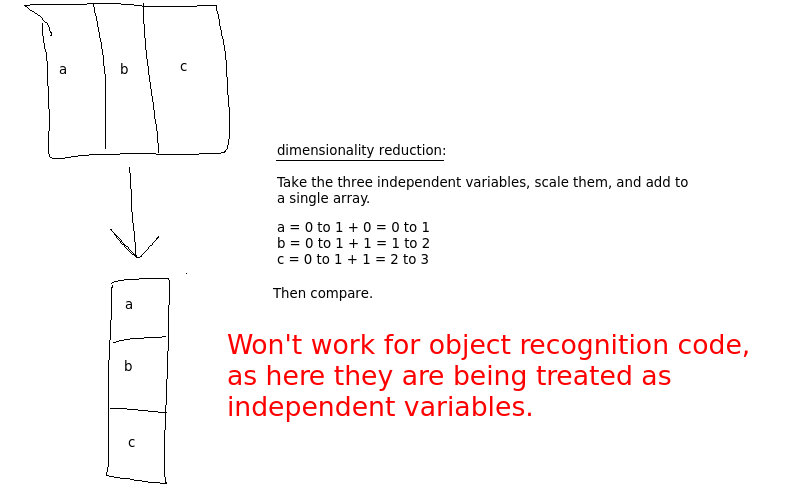 a b c
dimensionality reduction:
Take the three independent variables, scale them, and add to
a single array.
a = 0 to 1 + 0 = 0 to 1
b = 0 to 1 + 1 = 1 to 2
c = 0 to 1 + 1 = 2 to 3
Then compare.
a
b
c
Won't work for object recognition code,
as here they are being treated as
independent variables.